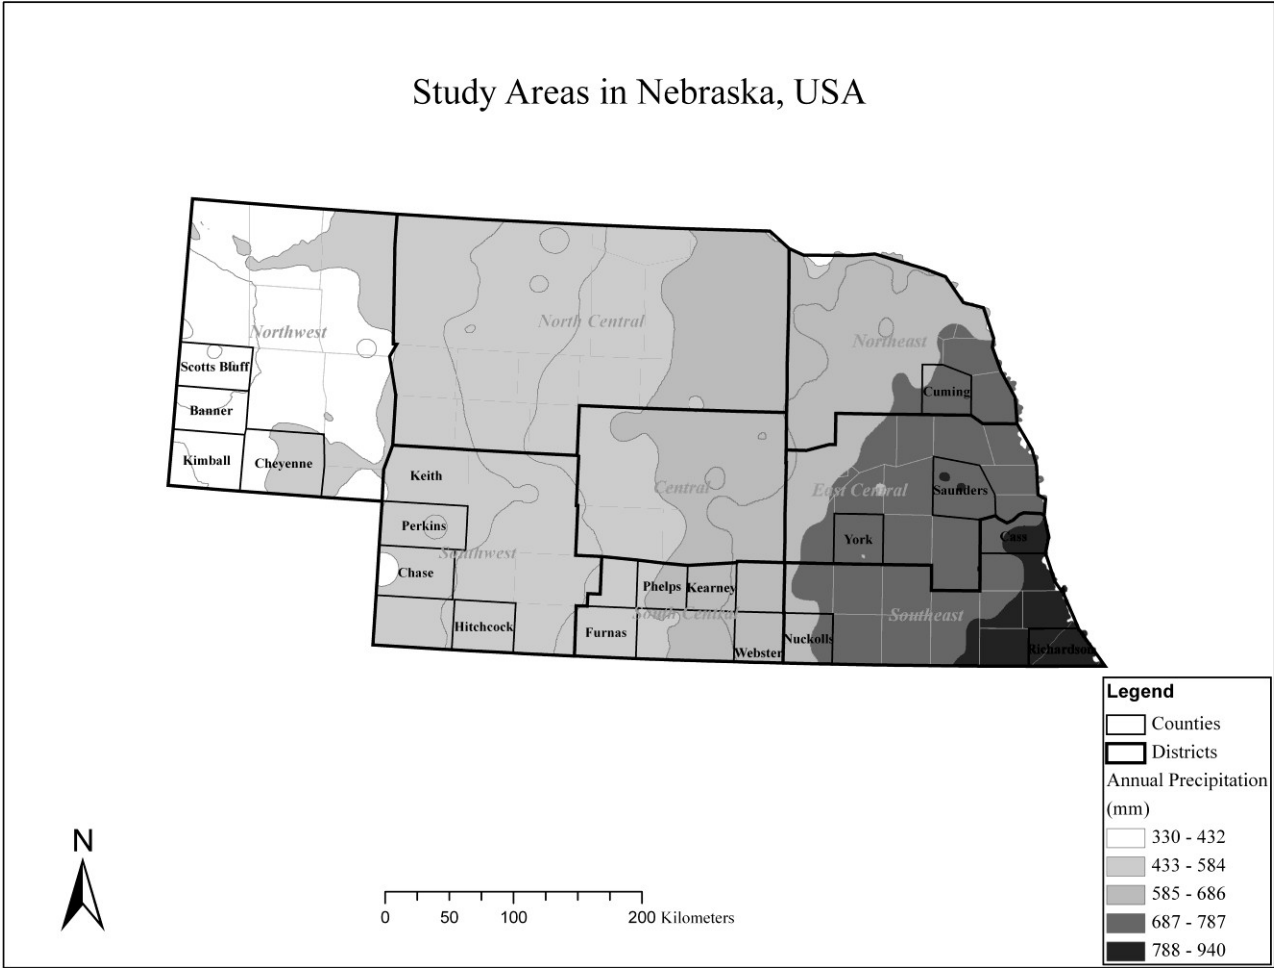 Study Areas in Nebraska, USA
North Central
Northwest
Northeast
Scotts Bluff
Cuming
Banner
Kimball
Cheyenne
Keith
Central
East Central
Saunders
Perkins
York
Cass
Southwest
Chase
Phelps
Kearney
South Central
Southeast
Hitchcock
Furnas
Nuckolls
Webster
Richardson
Legend
Counties
Districts
Annual Precipitation
(mm)
330 - 432
433 - 584
585 - 686
687 - 787
788 - 940
N
0 50 100 200 Kilometers